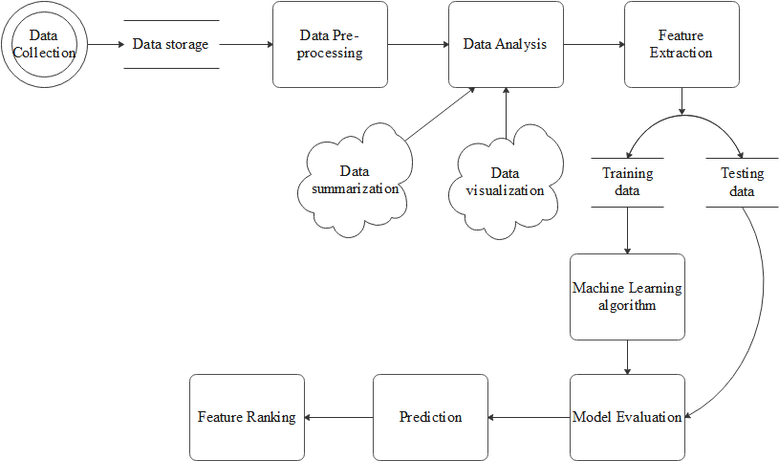 Data
Collection
Data storage
Data Pre-
processing
Data Analysis
Feature
Extraction
Data
summarization
Data
visualization
Training
data
Testing
data
Machine Learning
algorithm
Feature Ranking
Prediction
Model Evaluation